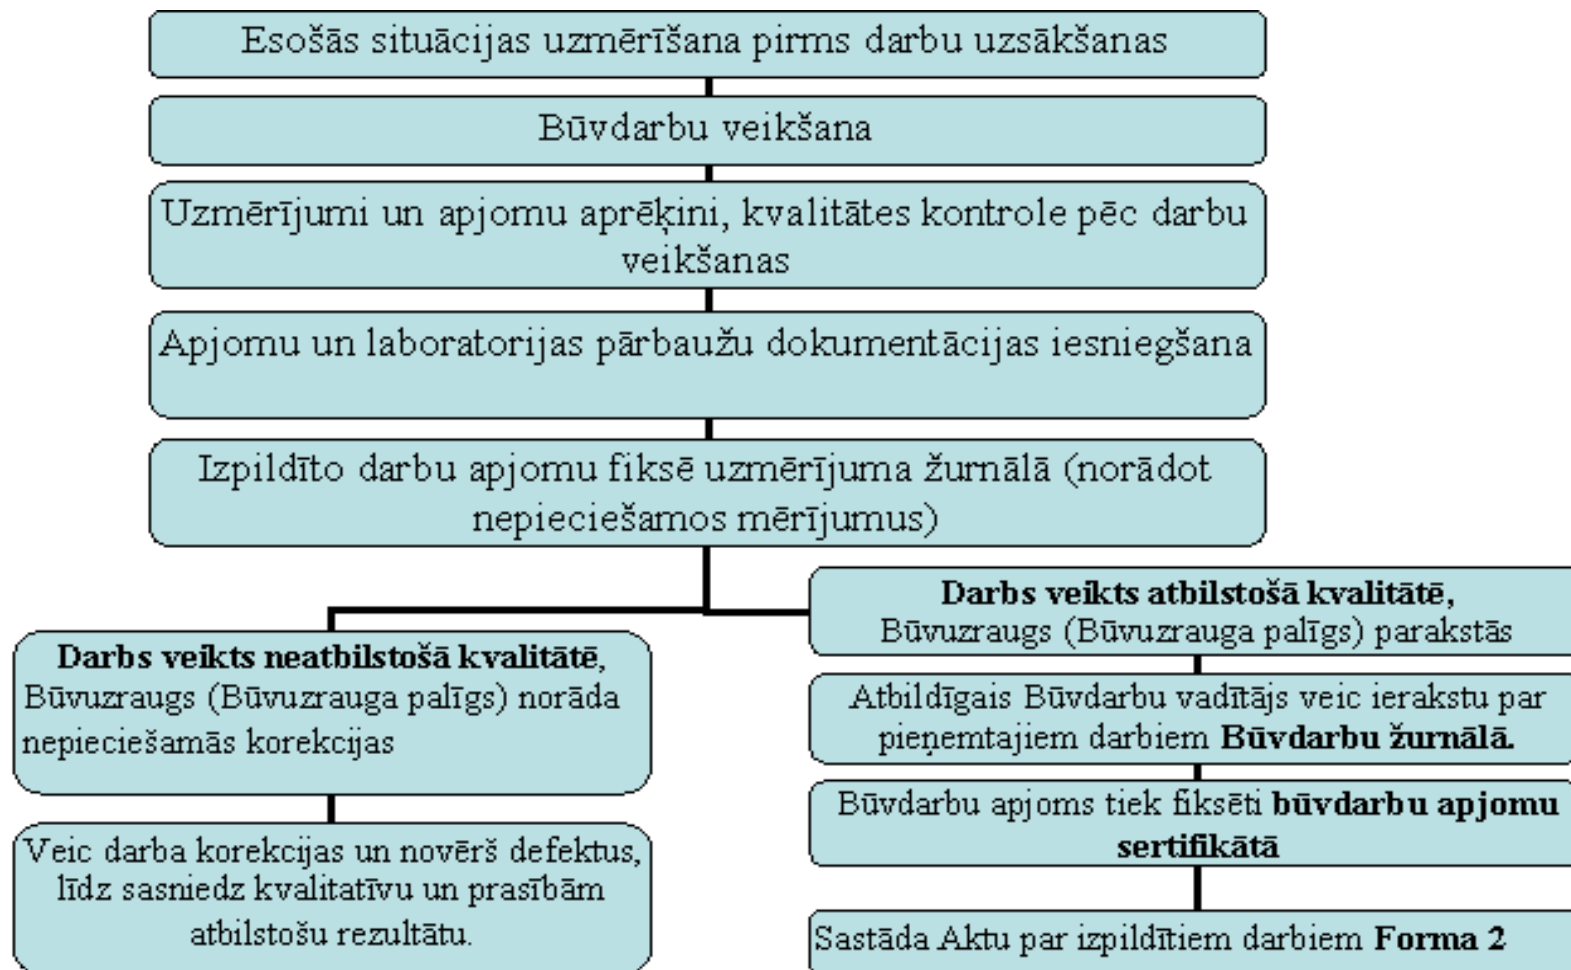 Esošās situācijas uzmērīšana pirms darbu uzsākšanas
Būvdarbu veikšana
Uzmērījumi un apjomu aprēķini, kvalitātes kontrole pēc darbu
veikšanas
Apjomu un laboratorijas pārbaužu dokumentācijas iesniegšana
Izpildīto darbu apjomu fiksē uzmērījuma žurnālā (norādot
nepieciešamos mērījumus)
Darbs veikts neatbilstošā kvalitātē,
Būvuzraugs (Būvuzrauga palīgs) norāda
nepieciešamās korekcijas
Veic darba korekcijas un novērš defektus,
līdz sasniedz kvalitatīvu un prasībām
atbilstošu rezultātu.
Darbs veikts atbilstošā kvalitātē,
Būvuzraugs (Būvuzrauga palīgs) parakstās
Atbildīgais Būvdarbu vadītājs veic ierakstu par
pieņemtajiem darbiem Būvdarbu žurnālā.
Būvdarbu apjoms tiek fiksēti būvdarbu apjomu
sertifikātā
Sastāda Aktu par izpildītiem darbiem Forma 2